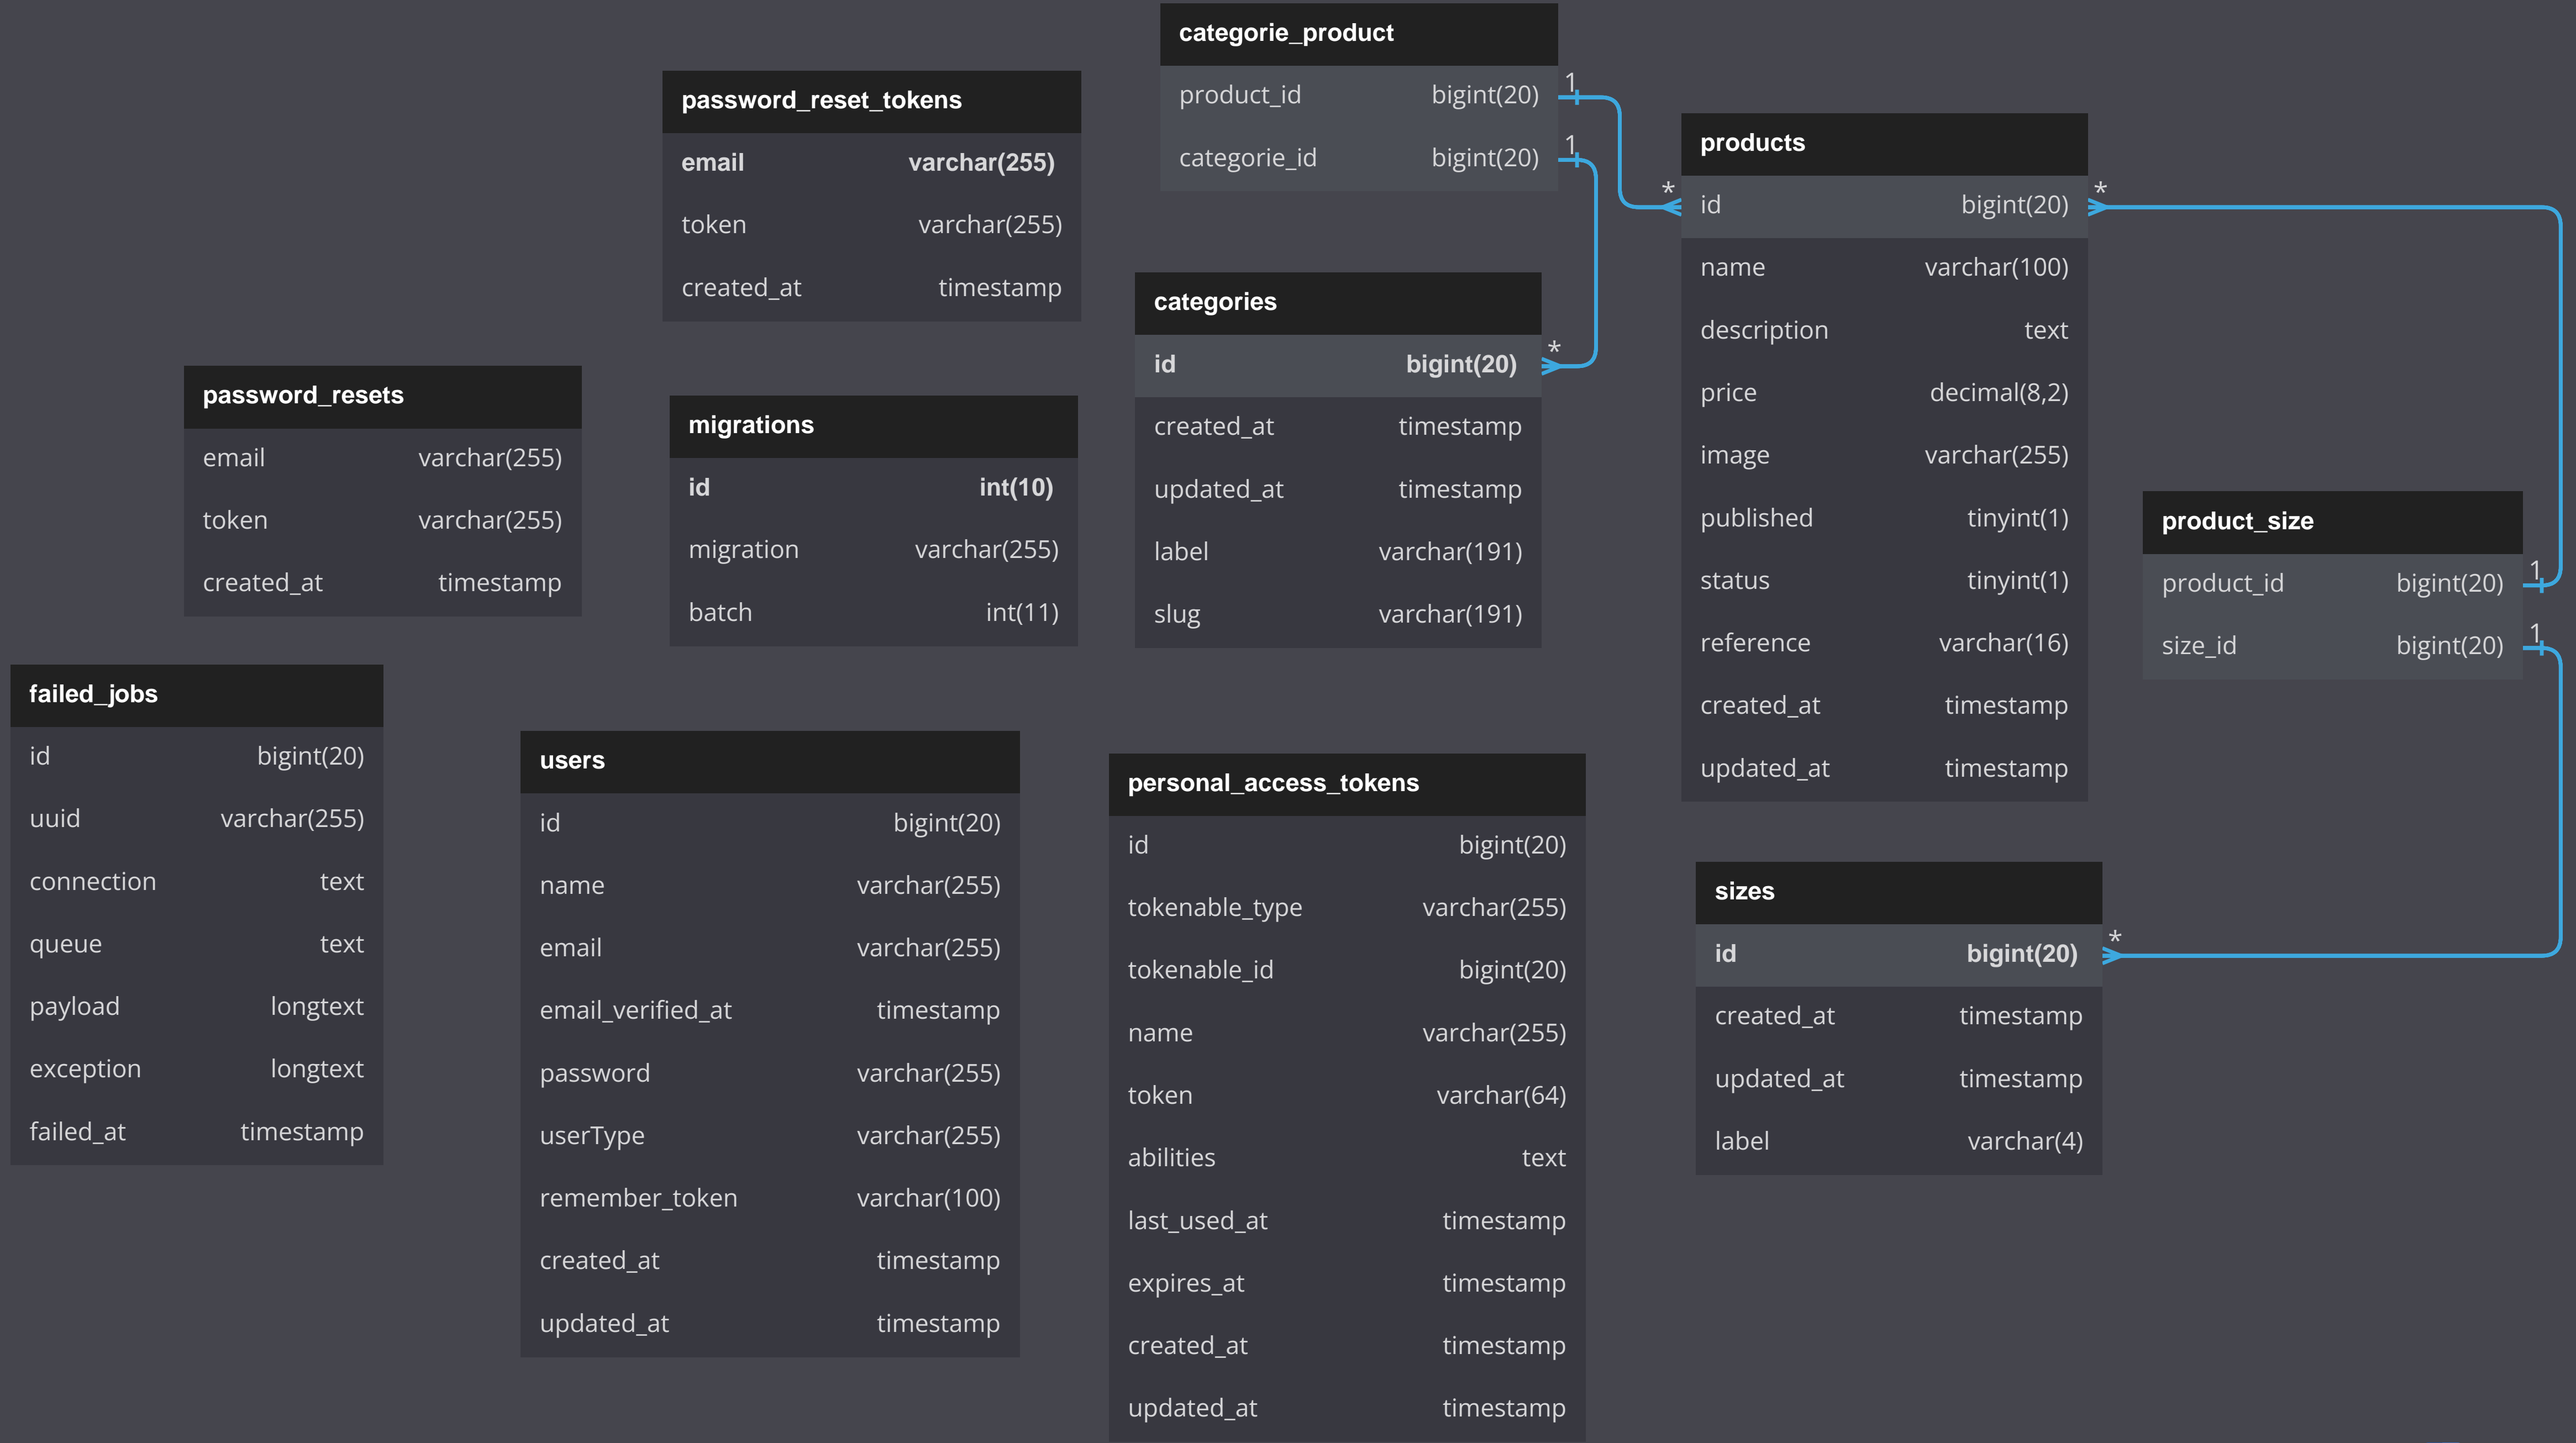 categorie_product
product_id bigint(20) 1
categorie_id bigint(20) 1
password_reset_tokens
email varchar(255)
token varchar(255)
created_at timestamp
products
* id bigint(20) *
name varchar(100)
description text
price decimal(8,2)
image varchar(255)
published tinyint(1)
status tinyint(1)
reference varchar(16)
created_at timestamp
updated_at timestamp
categories
id bigint(20) *
created_at timestamp
updated_at timestamp
label varchar(191)
slug varchar(191)
password_resets
email varchar(255)
token varchar(255)
created_at timestamp
migrations
id int(10)
migration varchar(255)
batch int(11)
product_size
product_id bigint(20) 1
size_id bigint(20) 1
failed_jobs
id bigint(20)
uuid varchar(255)
connection text
queue text
payload longtext
exception longtext
failed_at timestamp
users
id bigint(20)
name varchar(255)
email varchar(255)
email_verified_at timestamp
password varchar(255)
userType varchar(255)
remember_token varchar(100)
created_at timestamp
updated_at timestamp
personal_access_tokens
id bigint(20)
tokenable_type varchar(255)
tokenable_id bigint(20)
name varchar(255)
token varchar(64)
abilities text
last_used_at timestamp
expires_at timestamp
created_at timestamp
updated_at timestamp
sizes
id bigint(20) *
created_at timestamp
updated_at timestamp
label varchar(4)